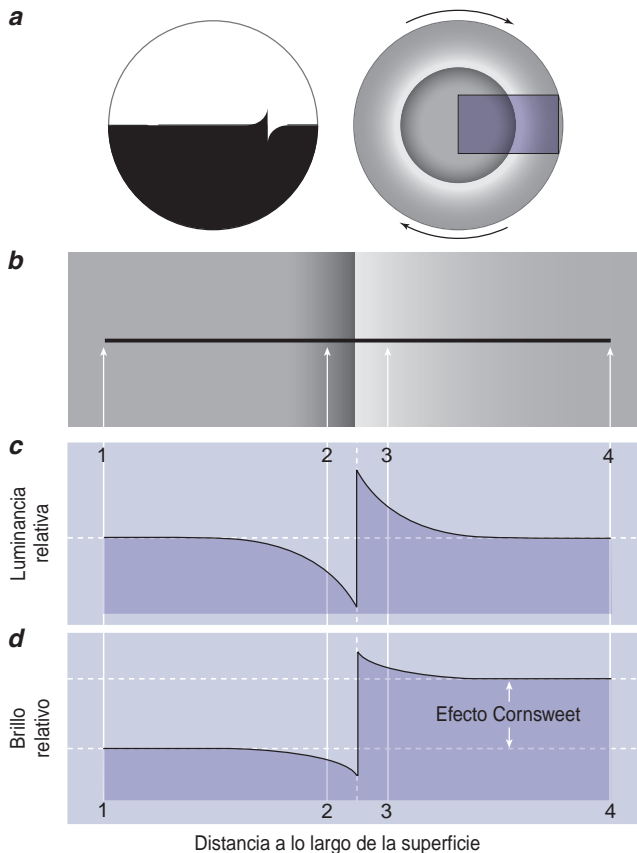 a
b
1 2 3 4
c
Luminancia
relativa
d
Brillo
relativo
Efecto Cornsweet
1 2 3 4
Distancia a lo largo de la superficie